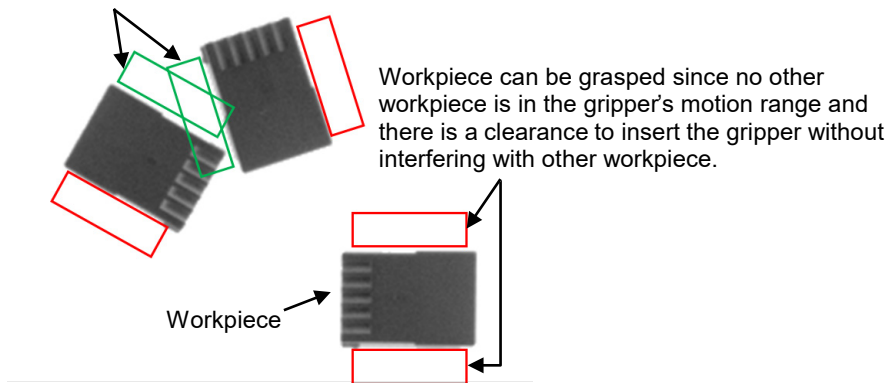 Workpiece can be grasped since no other
workpiece is in the gripper’s motion range and
there is a clearance to insert the gripper without
interfering with other workpiece.
Workpiece